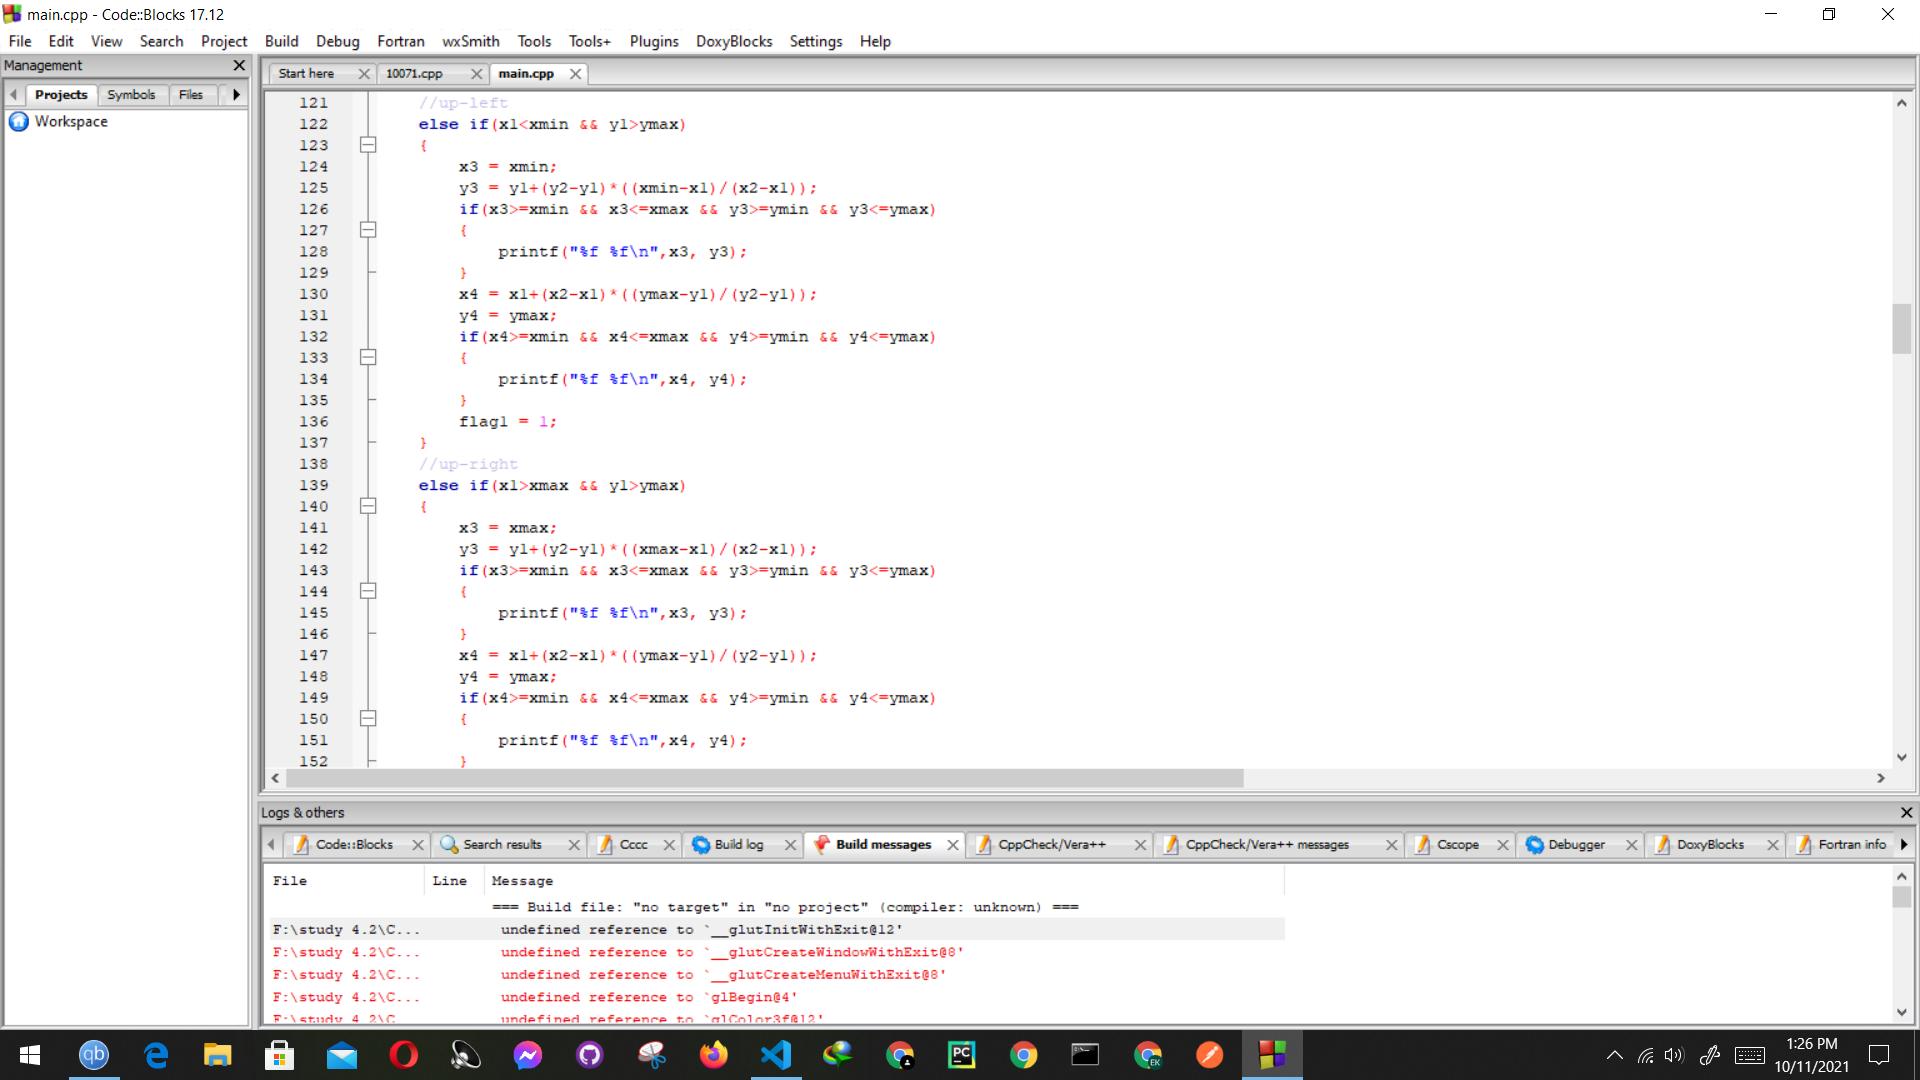 main.cpp - Code::Blocks 17.12
File Edit View Search Project Build Debug Fortran wxSmith Tools Tools+ Plugins DoxyBlocks Settings Help
Management
Projects Symbols Files
Workspace
Start here 10071.cpp main.cpp
121 //up-left
122 else if(x1<xmin && y1>ymax)
123 {
124 x3 = xmin;
125 y3 = y1+(y2-y1)*((xmin-x1)/(x2-x1));
126 if(x3>=xmin && x3<=xmax && y3>=ymin && y3<=ymax)
127 {
128 printf("%f %f\n",x3, y3);
129 }
130 x4 = x1+(x2-x1)*((ymax-y1)/(y2-y1));
131 y4 = ymax;
132 if(x4>=xmin && x4<=xmax && y4>=ymin && y4<=ymax)
133 {
134 printf("%f %f\n",x4, y4);
135 }
136 flag1 = 1;
137 }
138 //up-right
139 else if(x1>xmax && y1>ymax)
140 {
141 x3 = xmax;
142 y3 = y1+(y2-y1)*((xmax-x1)/(x2-x1));
143 if(x3>=xmin && x3<=xmax && y3>=ymin && y3<=ymax)
144 {
145 printf("%f %f\n",x3, y3);
146 }
147 x4 = x1+(x2-x1)*((ymax-y1)/(y2-y1));
148 y4 = ymax;
149 if(x4>=xmin && x4<=xmax && y4>=ymin && y4<=ymax)
150 {
151 printf("%f %f\n",x4, y4);
152 }
Logs & others
Code::Blocks Search results Cccc Build log Build messages CppCheck/Vera++ CppCheck/Vera++ messages Cscope Debugger DoxyBlocks Fortran info
File Line Message
=== Build file: "no target" in "no project" (compiler: unknown) ===
F:\study 4.2\C... undefined reference to `__glutInitWithExit@12'
F:\study 4.2\C... undefined reference to `__glutCreateWindowWithExit@8'
F:\study 4.2\C... undefined reference to `__glutCreateMenuWithExit@8'
F:\study 4.2\C... undefined reference to `glBegin@4'
F:\study 4.2\C... undefined reference to `glColor3f@12'
qb
PC
EK
1:26 PM
10/11/2021